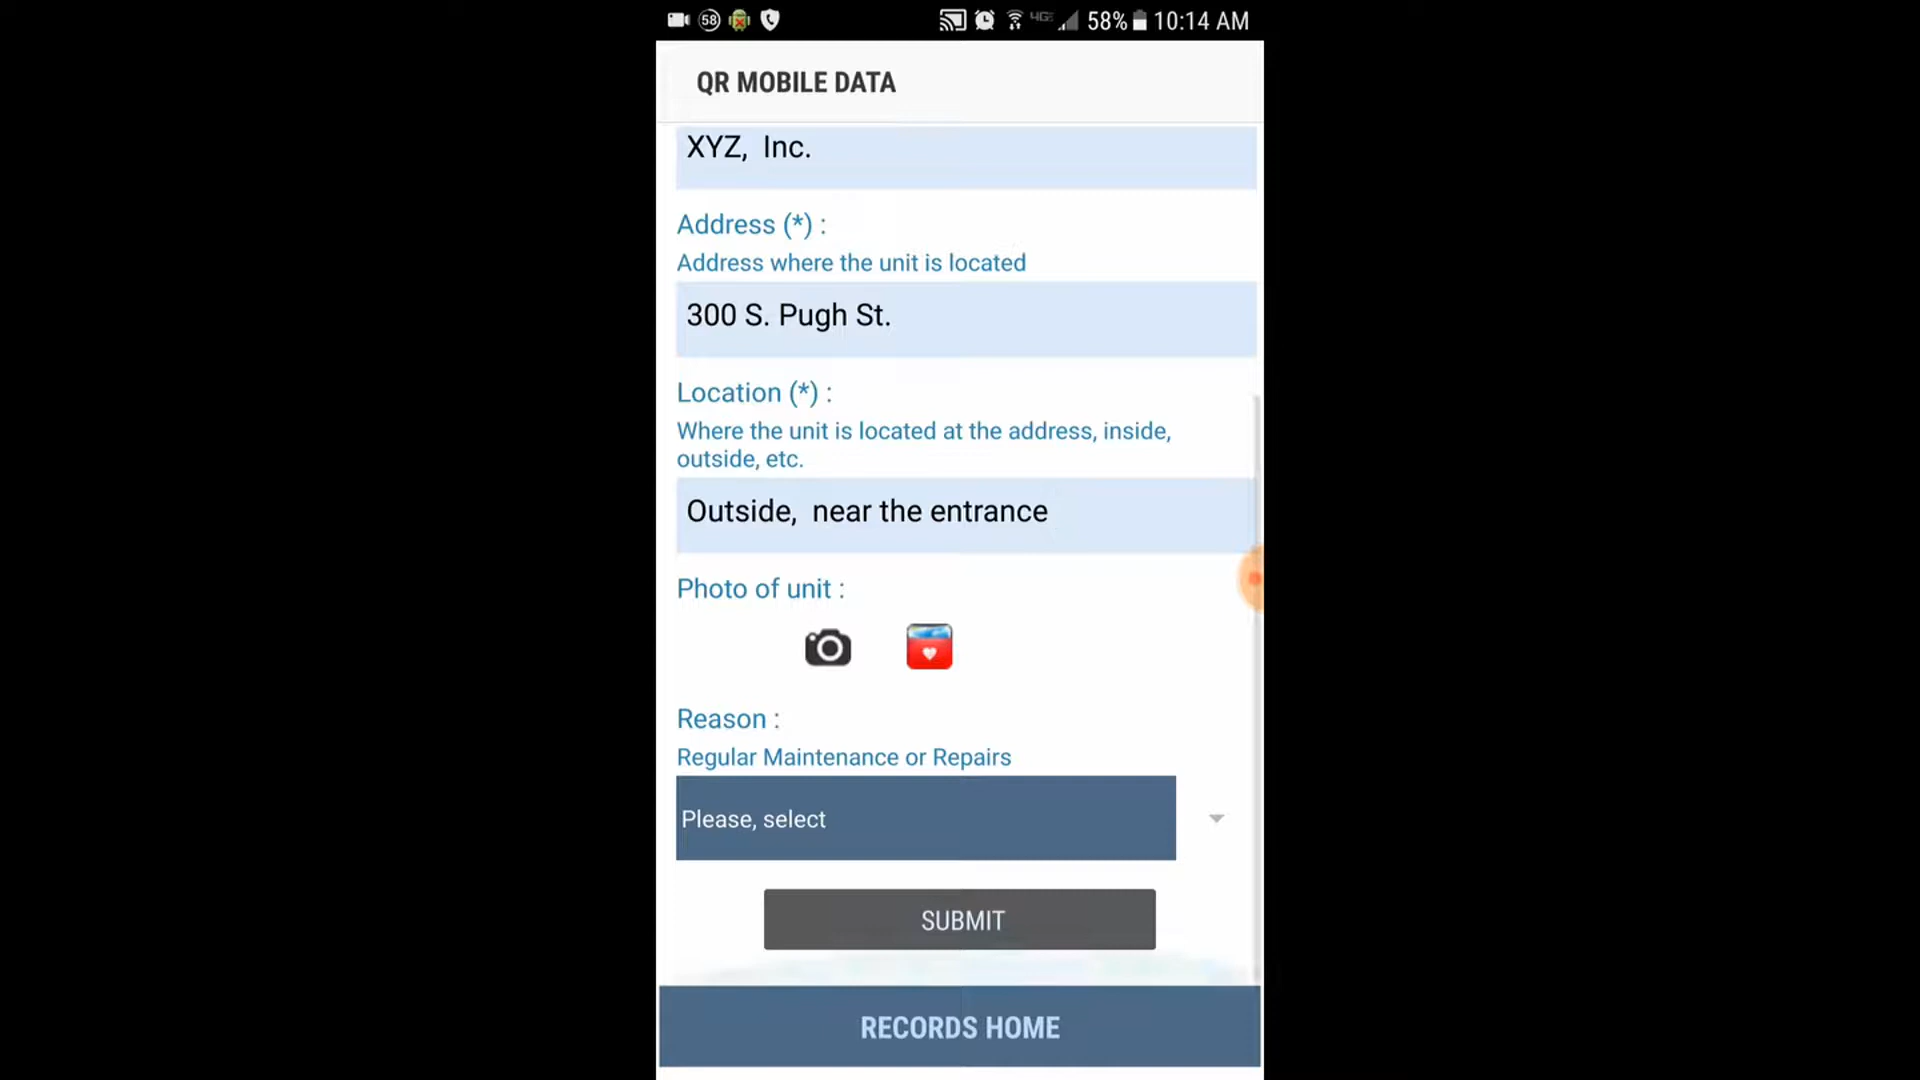 58 4G 58% 10:14 AM
QR MOBILE DATA
XYZ,  Inc.
Address (*) :
Address where the unit is located
300 S. Pugh St.
Location (*) :
Where the unit is located at the address, inside,
outside, etc.
Outside,  near the entrance
Photo of unit :
Reason :
Regular Maintenance or Repairs
Please, select
SUBMIT
RECORDS HOME